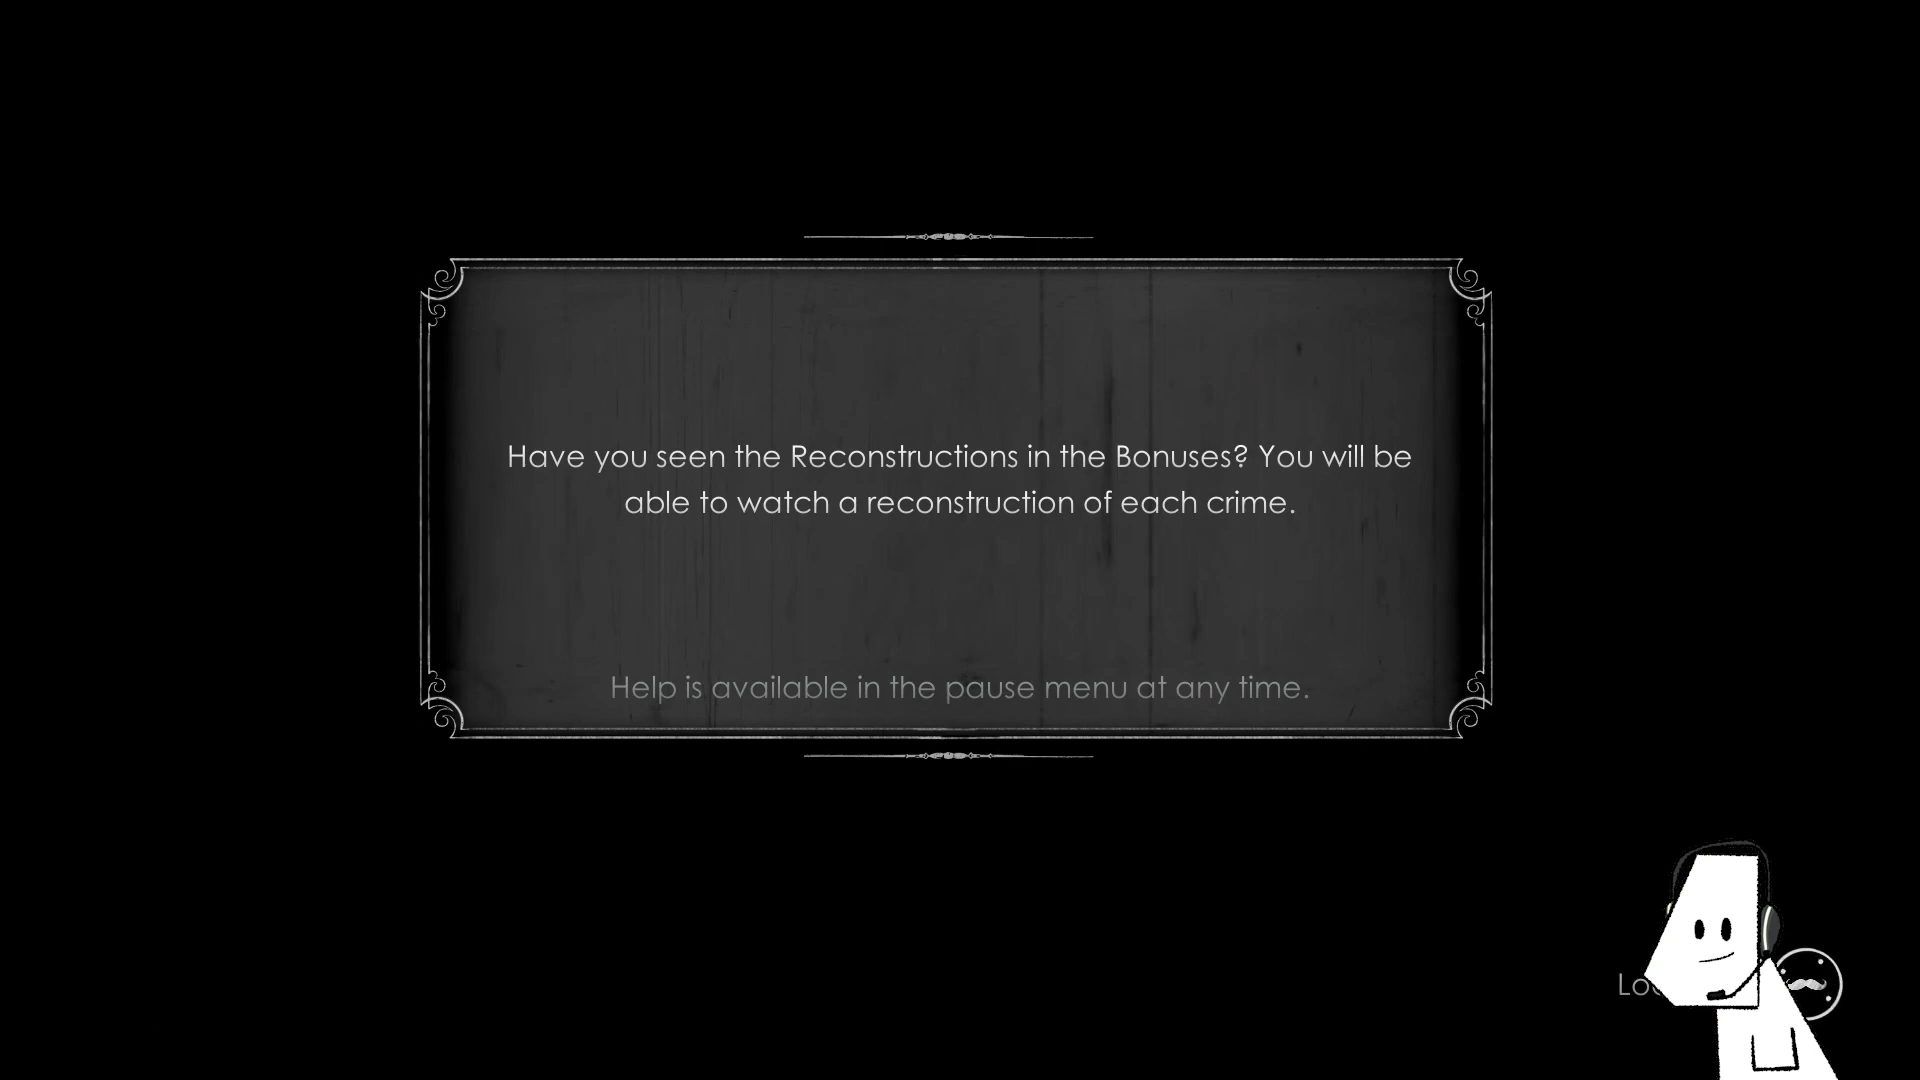 Have you seen the Reconstructions in the Bonuses? You will be
able to watch a reconstruction of each crime.
Help is available in the pause menu at any time.